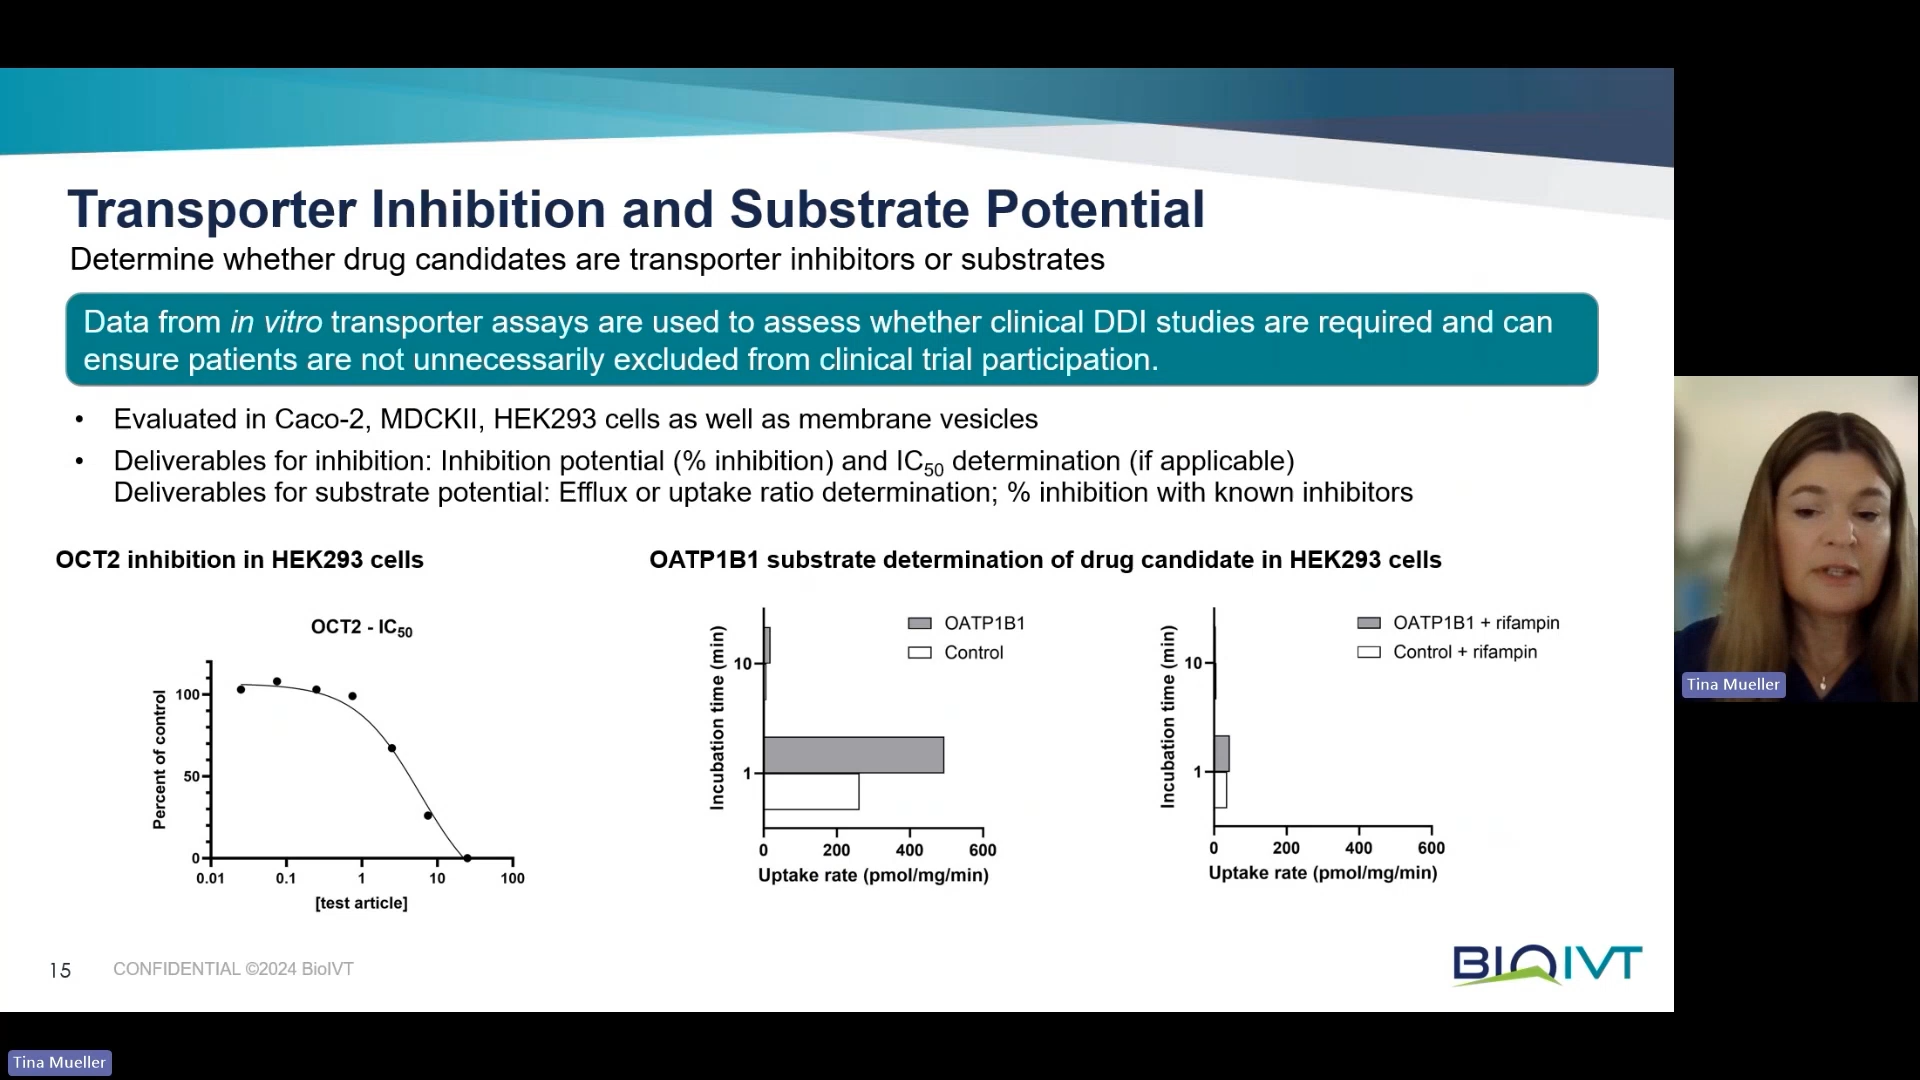 Transporter Inhibition and Substrate Potential
Determine whether drug candidates are transporter inhibitors or substrates
Data from in vitro transporter assays are used to assess whether clinical DDI studies are required and can
ensure patients are not unnecessarily excluded from clinical trial participation.
• Evaluated in Caco-2, MDCKII, HEK293 cells as well as membrane vesicles
• Deliverables for inhibition: Inhibition potential (% inhibition) and IC50 determination (if applicable)
Deliverables for substrate potential: Efflux or uptake ratio determination; % inhibition with known inhibitors
OCT2 inhibition in HEK293 cells
OCT2 - IC50
Percent of control
100
50
0
0.01 0.1 1 10 100
[test article]
OATP1B1 substrate determination of drug candidate in HEK293 cells
OATP1B1
Control
Incubation time (min)
10
1
0 200 400 600
Uptake rate (pmol/mg/min)
OATP1B1 + rifampin
Control + rifampin
Incubation time (min)
10
1
0 200 400 600
Uptake rate (pmol/mg/min)
15 CONFIDENTIAL ©2024 BioIVT
BIOIVT
Tina Mueller
Tina Mueller